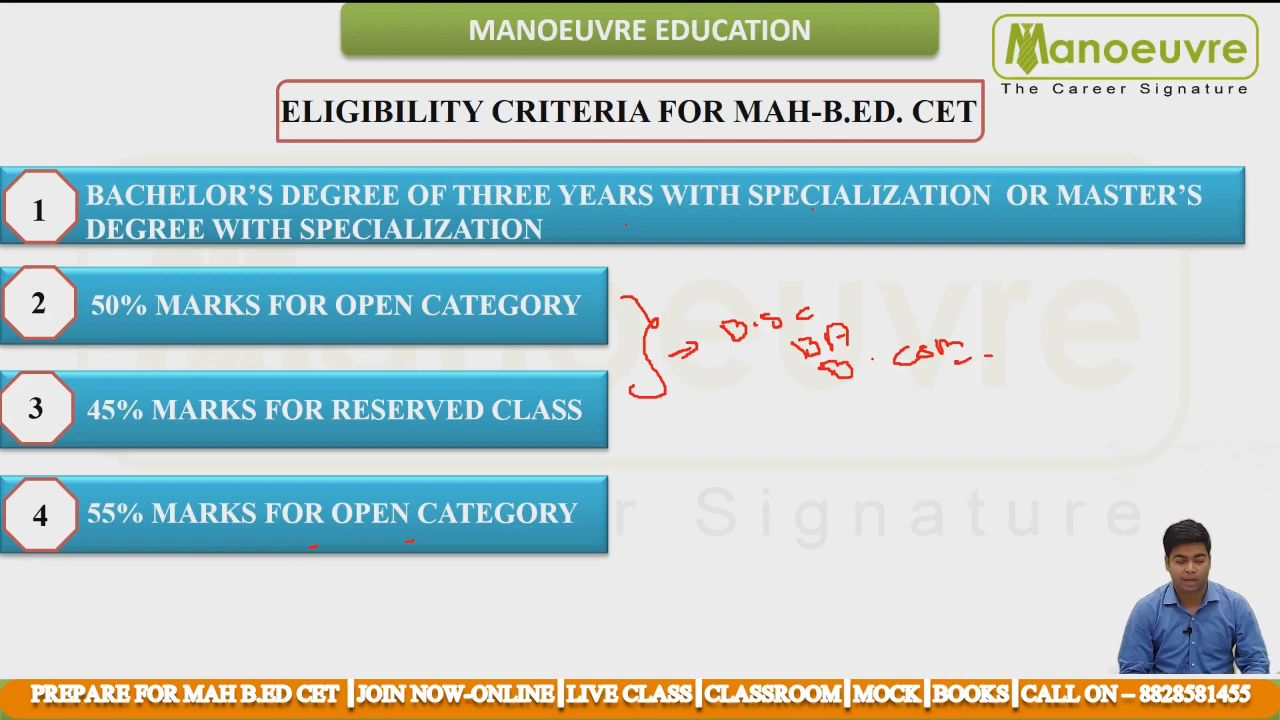 MANOEUVRE EDUCATION
Manoeuvre
The Career Signature
ELIGIBILITY CRITERIA FOR MAH-B.ED. CET
1
BACHELOR’S DEGREE OF THREE YEARS WITH SPECIALIZATION OR MASTER’S
DEGREE WITH SPECIALIZATION
2
50% MARKS FOR OPEN CATEGORY
B.SC
BA
B.com
3
45% MARKS FOR RESERVED CLASS
4
55% MARKS FOR OPEN CATEGORY
PREPARE FOR MAH B.ED CET | JOIN NOW-ONLINE | LIVE CLASS | CLASSROOM | MOCK | BOOKS | CALL ON – 8828581455